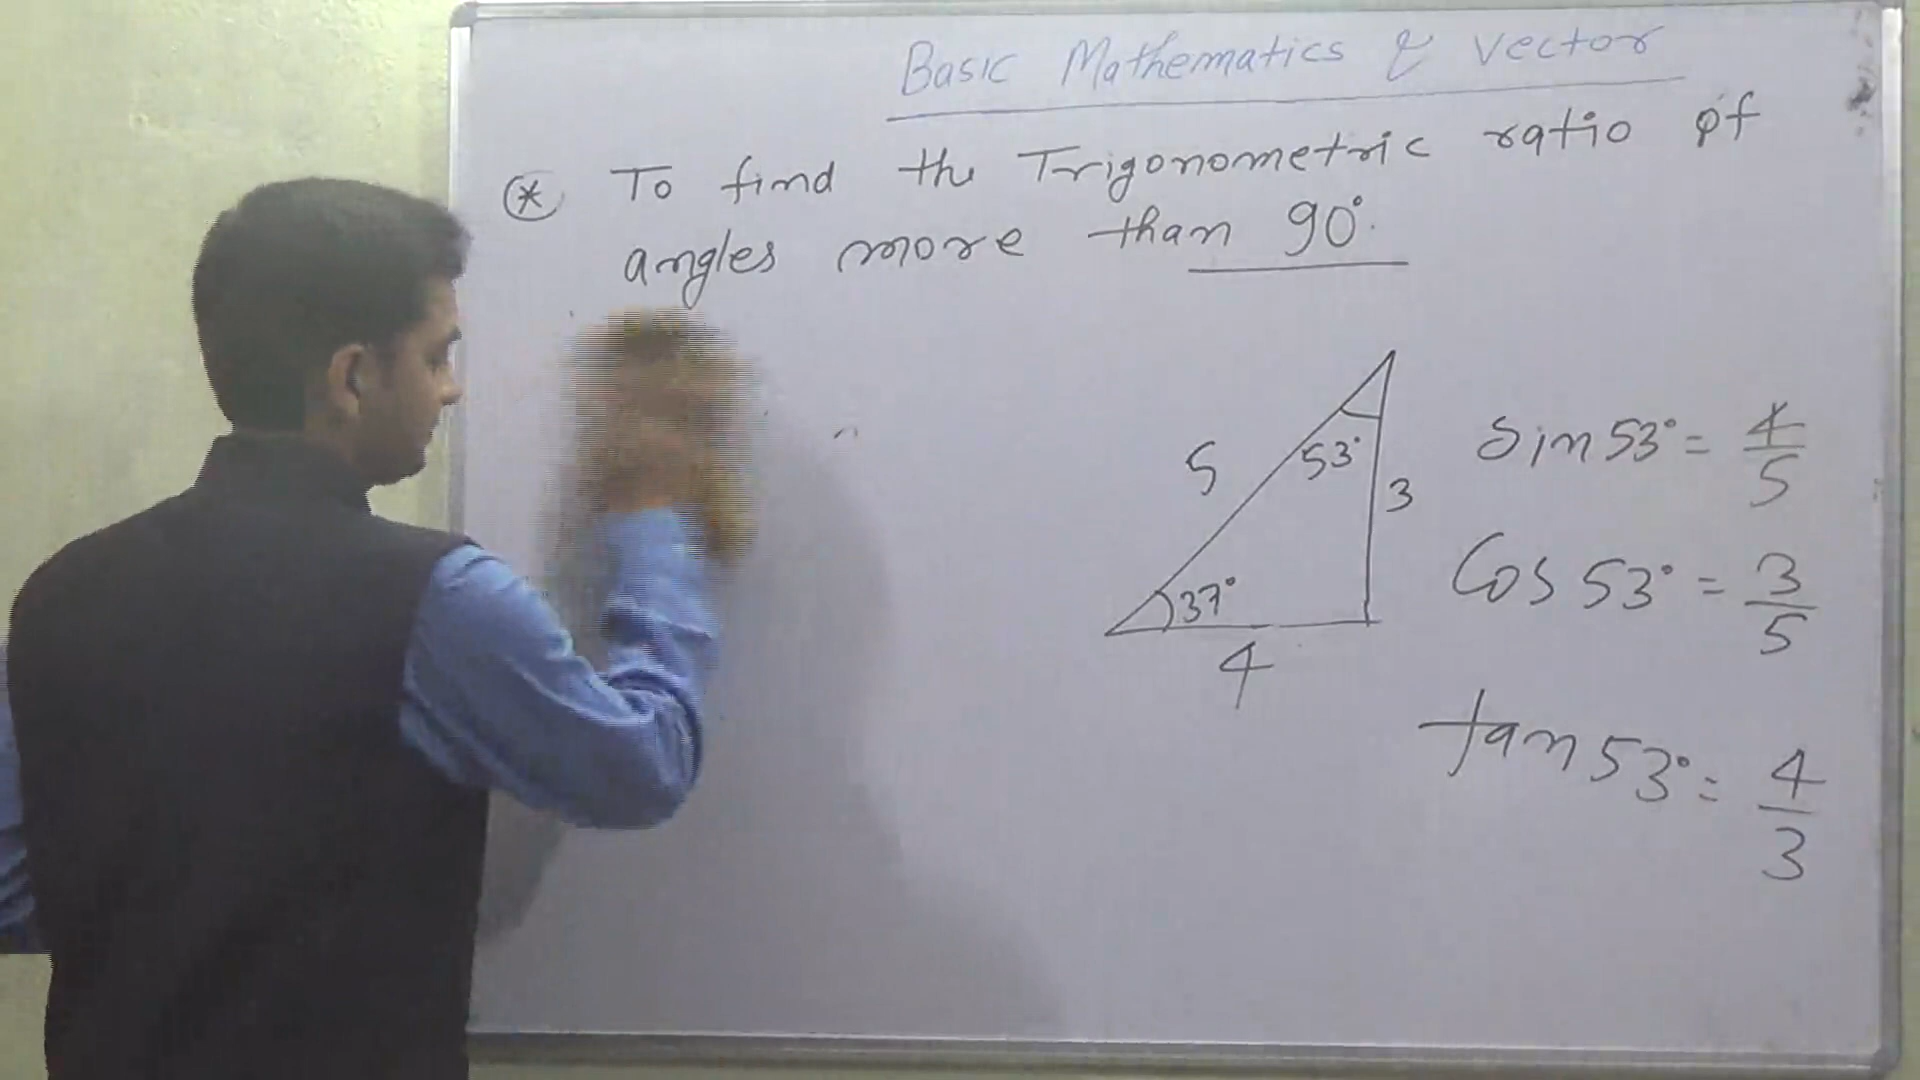 Basic Mathematics & Vector
(*) To find the Trigonometric ratio of
angles more than 90°.
5
53°
3
37°
4
Sin 53° = 4/5
Cos 53° = 3/5
tan 53° = 4/3